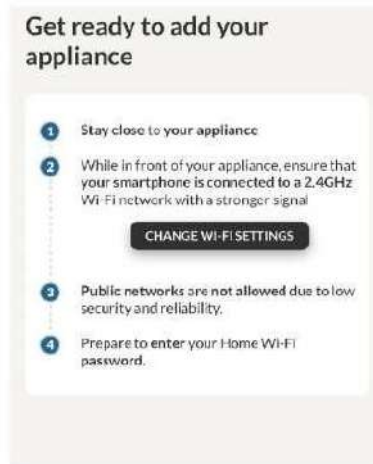 Get ready to add your
appliance
1 Stay close to your appliance
2 While in front of your appliance, ensure that
your smartphone is connected to a 2.4GHz
Wi-Fi network with a stronger signal
CHANGE WI-FI SETTINGS
3 Public networks are not allowed due to low
security and reliability.
4 Prepare to enter your Home Wi-Fi
password.